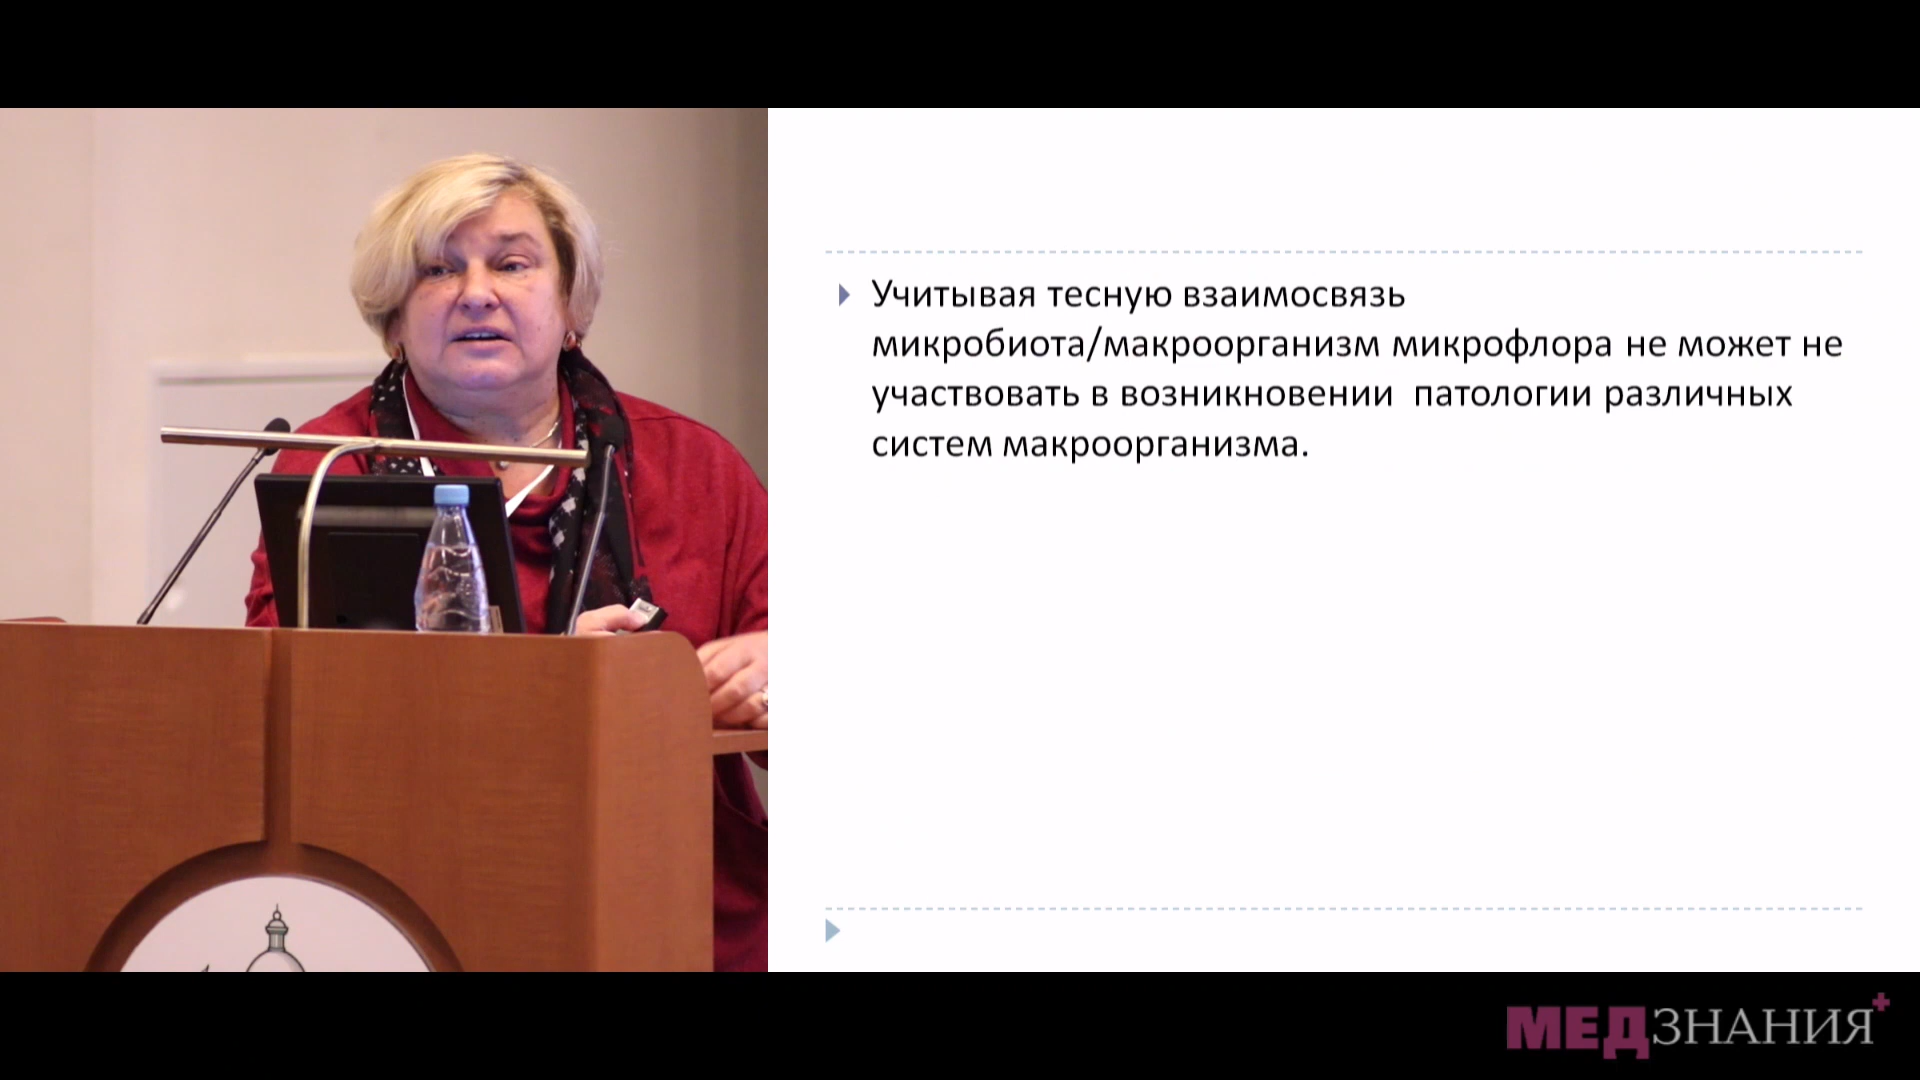 Учитывая тесную взаимосвязь
микробиота/макроорганизм микрофлора не может не
участвовать в возникновении патологии различных
систем макроорганизма.
МЕДЗНАНИЯ+